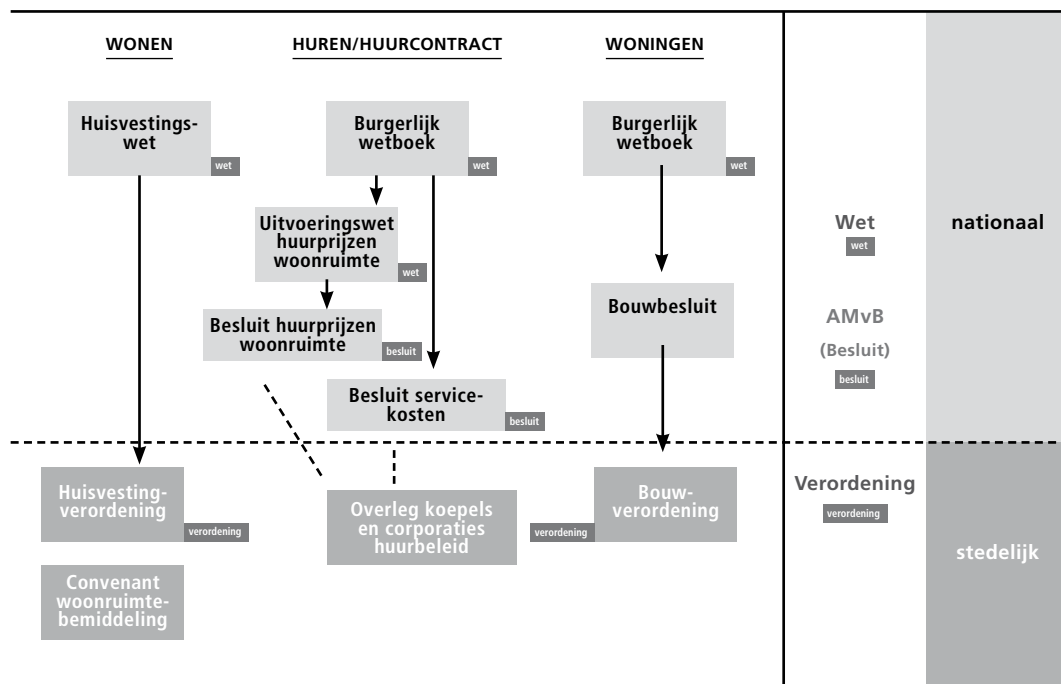 WONEN
HUREN/HUURCONTRACT
WONINGEN
Huisvestings-
wet
wet
Burgerlijk
wetboek
wet
Burgerlijk
wetboek
wet
Uitvoeringswet
huurprijzen
woonruimte
wet
Besluit huurprijzen
woonruimte
besluit
Besluit service-
kosten
besluit
Bouwbesluit
Wet
wet
AMvB
(Besluit)
besluit
nationaal
Huisvesting-
verordening
verordening
Convenant
woonruimte-
bemiddeling
Overleg koepels
en corporaties
huurbeleid
Bouw-
verordening
verordening
Verordening
verordening
stedelijk